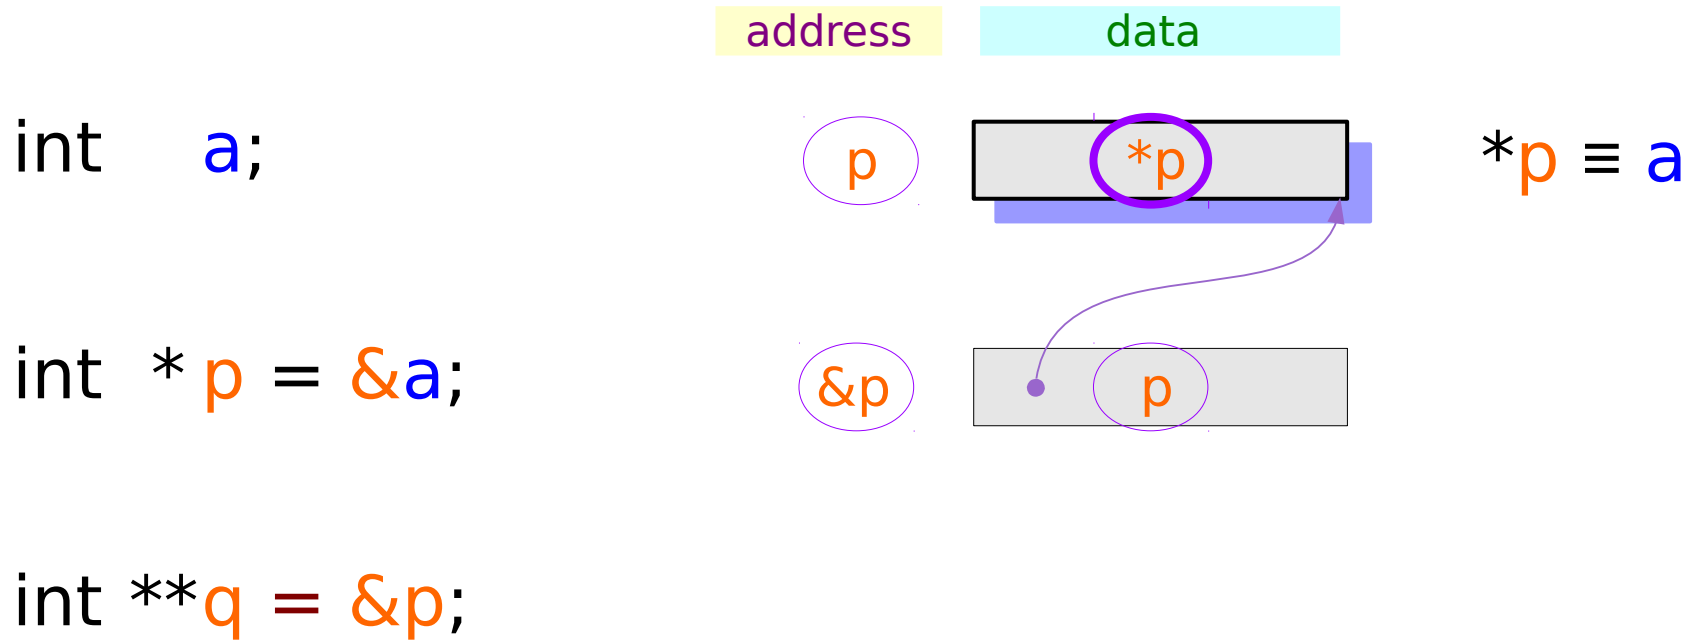 address data
int a; p *p *p ≡ a
int * p = &a; &p p
int **q = &p;